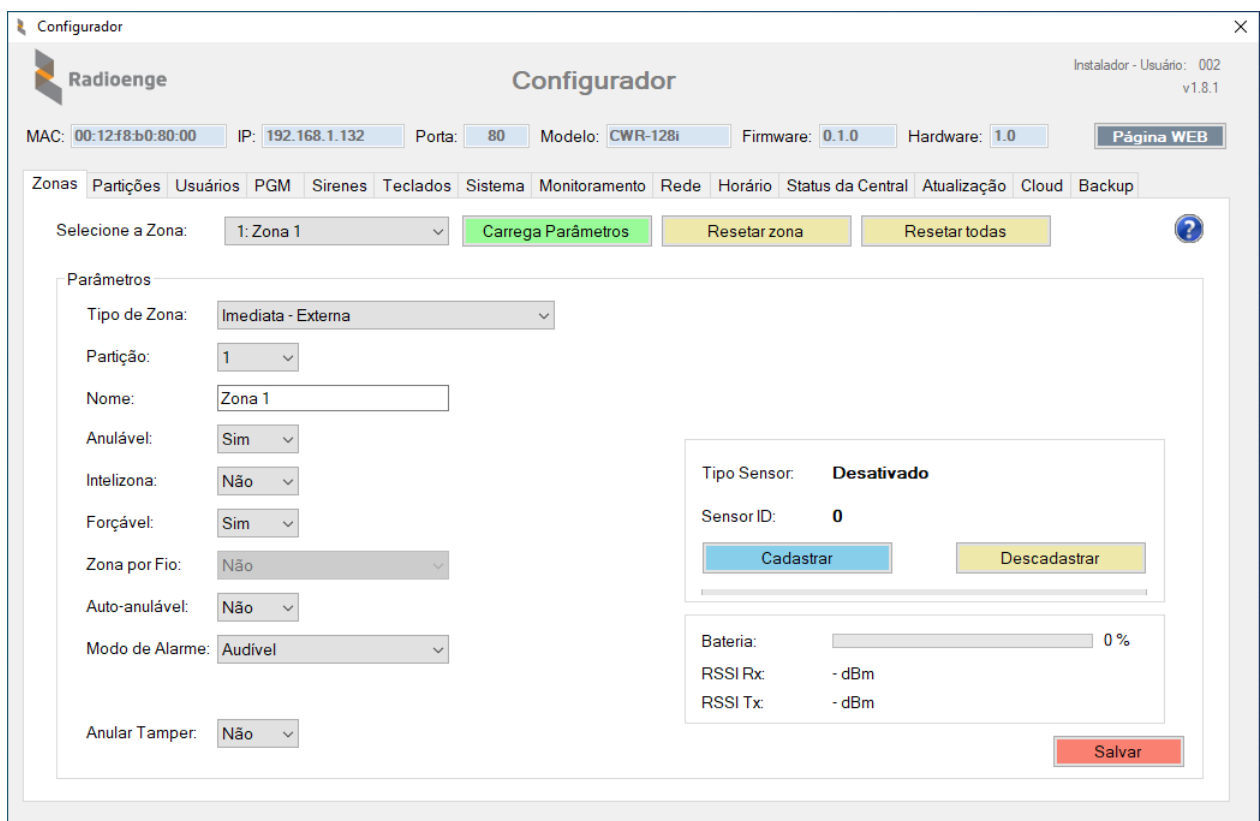 Configurador
Radioenge
Configurador
Instalador - Usuário: 002
v1.8.1
MAC: 00:12:f8:b0:80:00 IP: 192.168.1.132 Porta: 80 Modelo: CWR-128i Firmware: 0.1.0 Hardware: 1.0 Página WEB
Zonas Partições Usuários PGM Sirenes Teclados Sistema Monitoramento Rede Horário Status da Central Atualização Cloud Backup
Selecione a Zona: 1: Zona 1 Carrega Parâmetros Resetar zona Resetar todas ?
Parâmetros
Tipo de Zona: Imediata - Externa
Partição: 1
Nome: Zona 1
Anulável: Sim
Intelizona: Não
Forçável: Sim
Zona por Fio: Não
Auto-anulável: Não
Modo de Alarme: Audível
Anular Tamper: Não
Tipo Sensor: Desativado
Sensor ID: 0
Cadastrar Descadastrar
Bateria: 0 %
RSSI Rx: - dBm
RSSI Tx: - dBm
Salvar